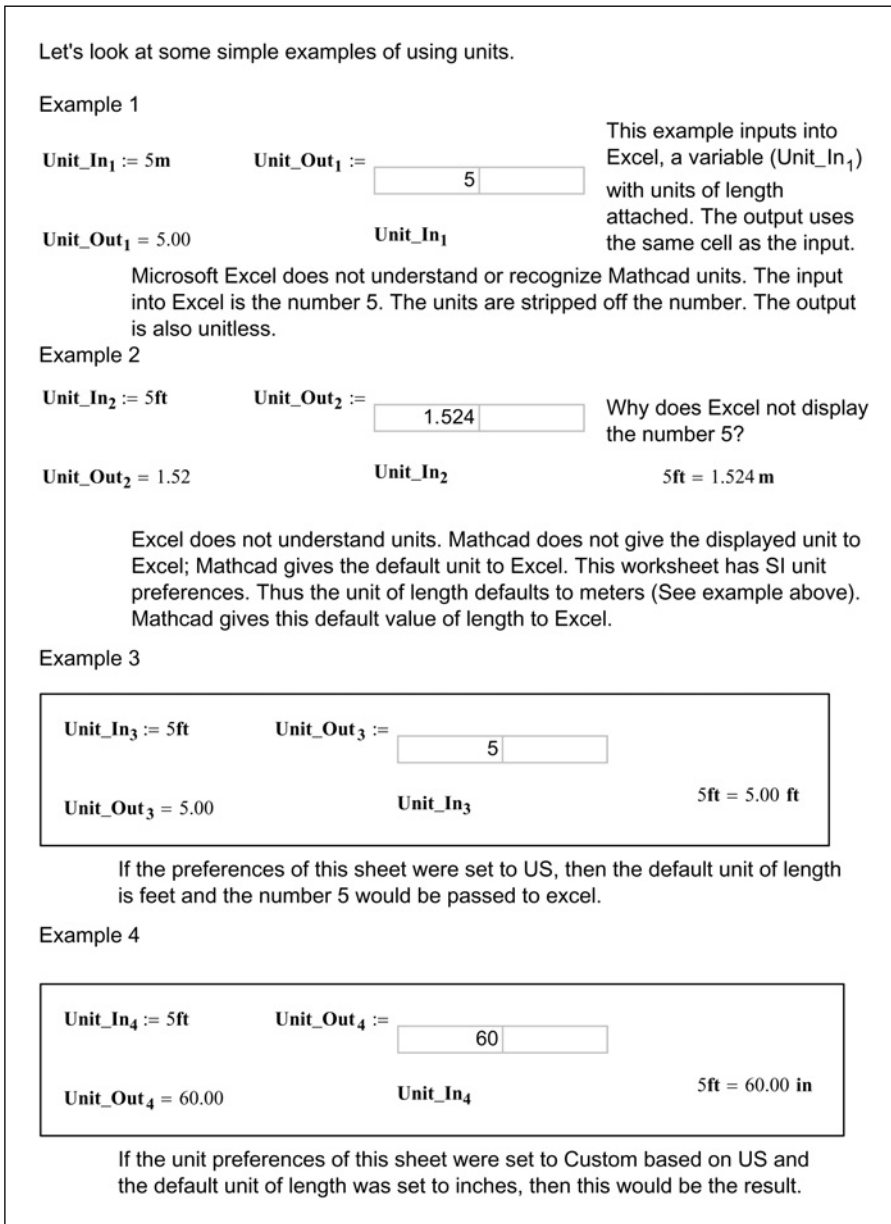 Let's look at some simple examples of using units.
Example 1
Unit_In1 := 5m
Unit_Out1 :=
5
This example inputs into
Excel, a variable (Unit_In1)
with units of length
attached. The output uses
the same cell as the input.
Unit_Out1 = 5.00
Unit_In1
Microsoft Excel does not understand or recognize Mathcad units. The input
into Excel is the number 5. The units are stripped off the number. The output
is also unitless.
Example 2
Unit_In2 := 5ft
Unit_Out2 :=
1.524
Why does Excel not display
the number 5?
Unit_Out2 = 1.52
Unit_In2
5ft = 1.524 m
Excel does not understand units. Mathcad does not give the displayed unit to
Excel; Mathcad gives the default unit to Excel. This worksheet has SI unit
preferences. Thus the unit of length defaults to meters (See example above).
Mathcad gives this default value of length to Excel.
Example 3
Unit_In3 := 5ft
Unit_Out3 :=
5
Unit_Out3 = 5.00
Unit_In3
5ft = 5.00 ft
If the preferences of this sheet were set to US, then the default unit of length
is feet and the number 5 would be passed to excel.
Example 4
Unit_In4 := 5ft
Unit_Out4 :=
60
Unit_Out4 = 60.00
Unit_In4
5ft = 60.00 in
If the unit preferences of this sheet were set to Custom based on US and
the default unit of length was set to inches, then this would be the result.